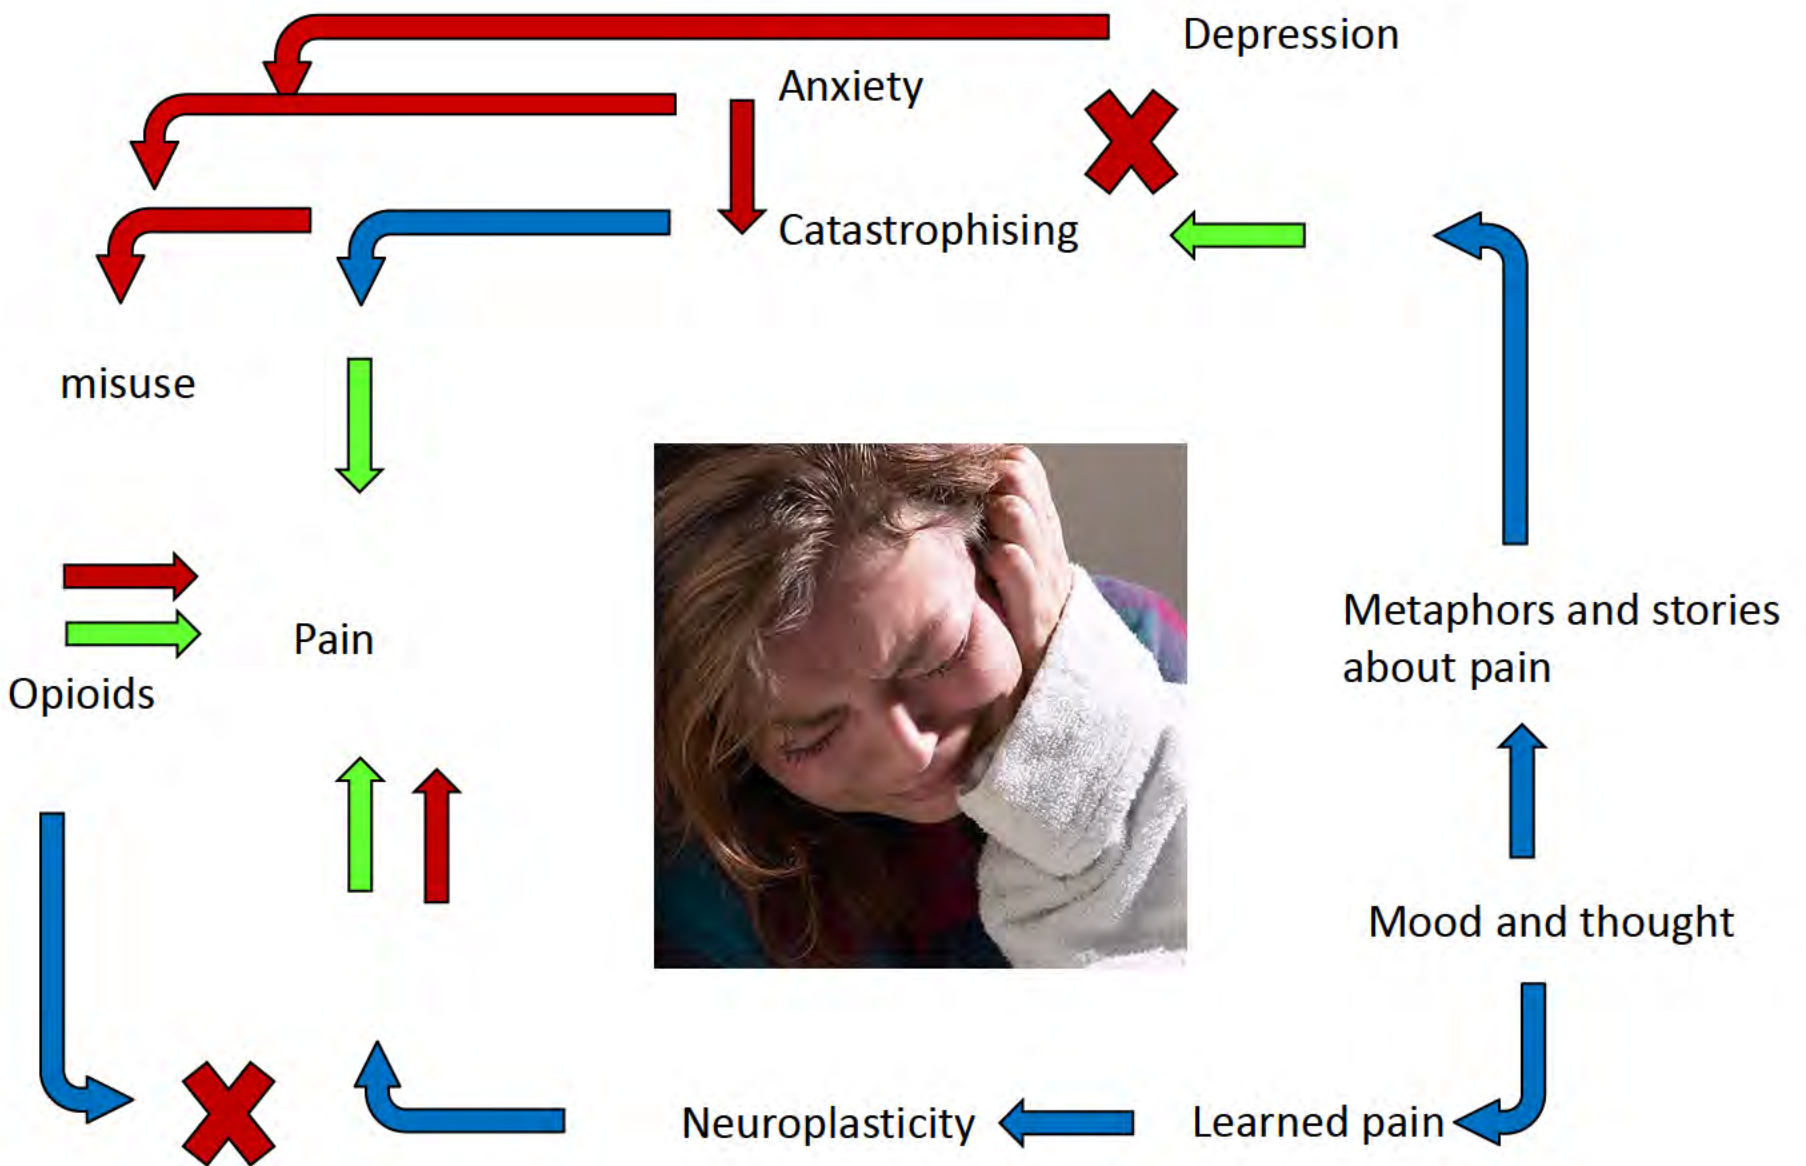 Depression
Anxiety
Catastrophising
misuse
Metaphors and stories
about pain
Pain
Opioids
Mood and thought
Neuroplasticity
Learned pain